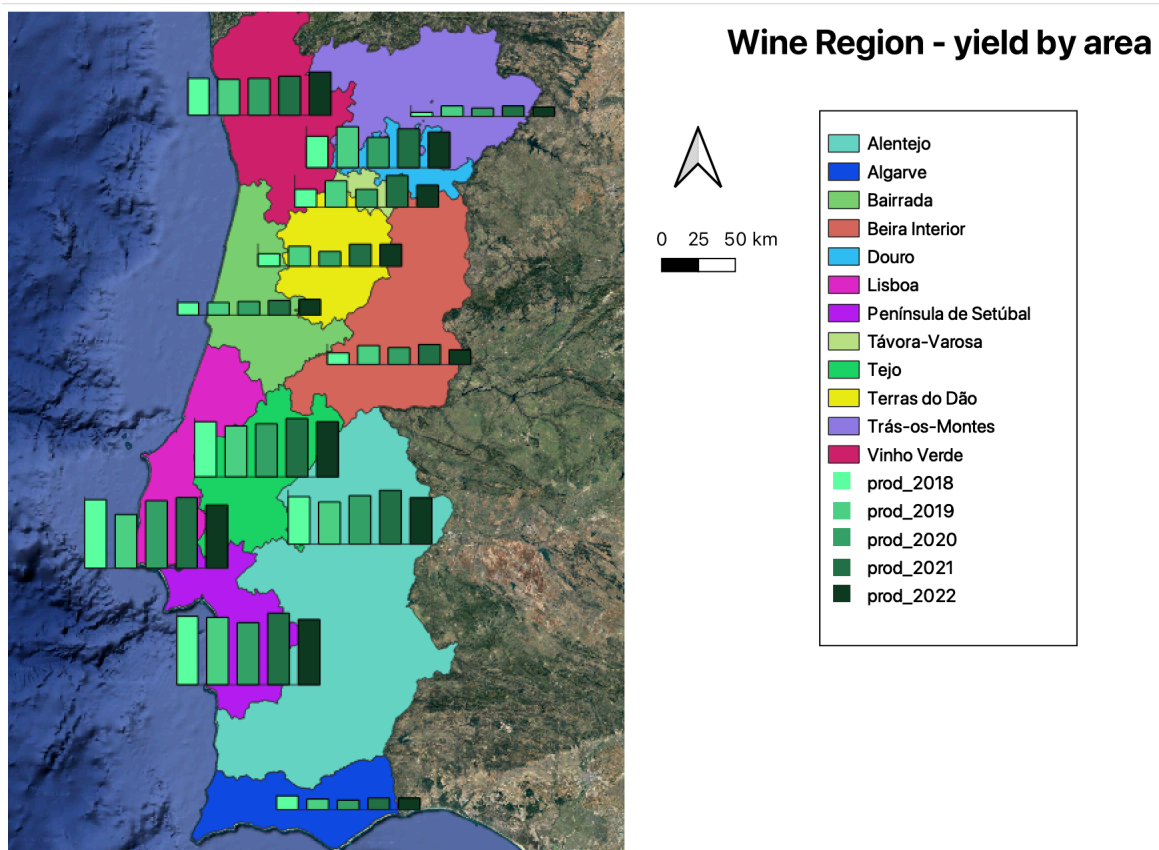 Wine Region - yield by area
0 25 50 km
Alentejo
Algarve
Bairrada
Beira Interior
Douro
Lisboa
Península de Setúbal
Távora-Varosa
Tejo
Terras do Dão
Trás-os-Montes
Vinho Verde
prod_2018
prod_2019
prod_2020
prod_2021
prod_2022